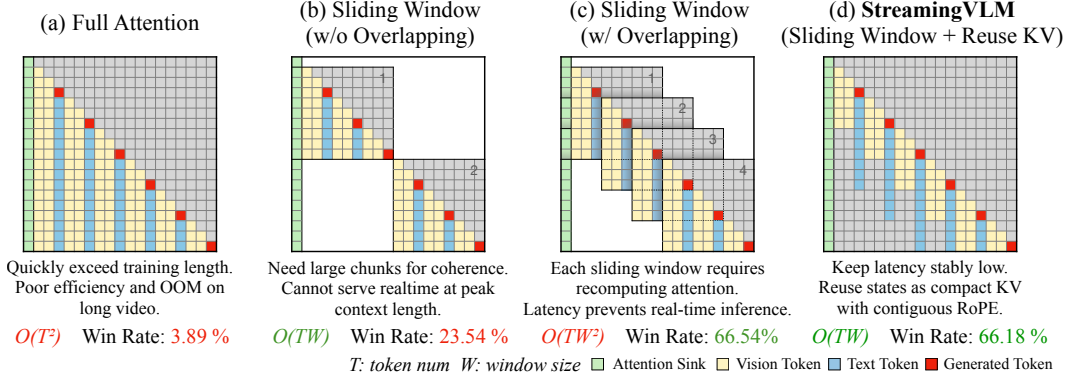 (a) Full Attention
Quickly exceed training length.
Poor efficiency and OOM on
long video.
O(T²) Win Rate: 3.89 %
(b) Sliding Window
(w/o Overlapping)
1
2
Need large chunks for coherence.
Cannot serve realtime at peak
context length.
O(TW) Win Rate: 23.54 %
(c) Sliding Window
(w/ Overlapping)
1
2
3
4
Each sliding window requires
recomputing attention.
Latency prevents real-time inference.
O(TW²) Win Rate: 66.54%
(d) StreamingVLM
(Sliding Window + Reuse KV)
Keep latency stably low.
Reuse states as compact KV
with contiguous RoPE.
O(TW) Win Rate: 66.18 %
T: token num W: window size Attention Sink Vision Token Text Token Generated Token